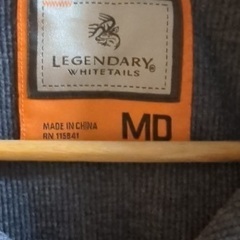 LEGENDARY
WHITETAILS®
MADE IN CHINA
RN 115841
MD